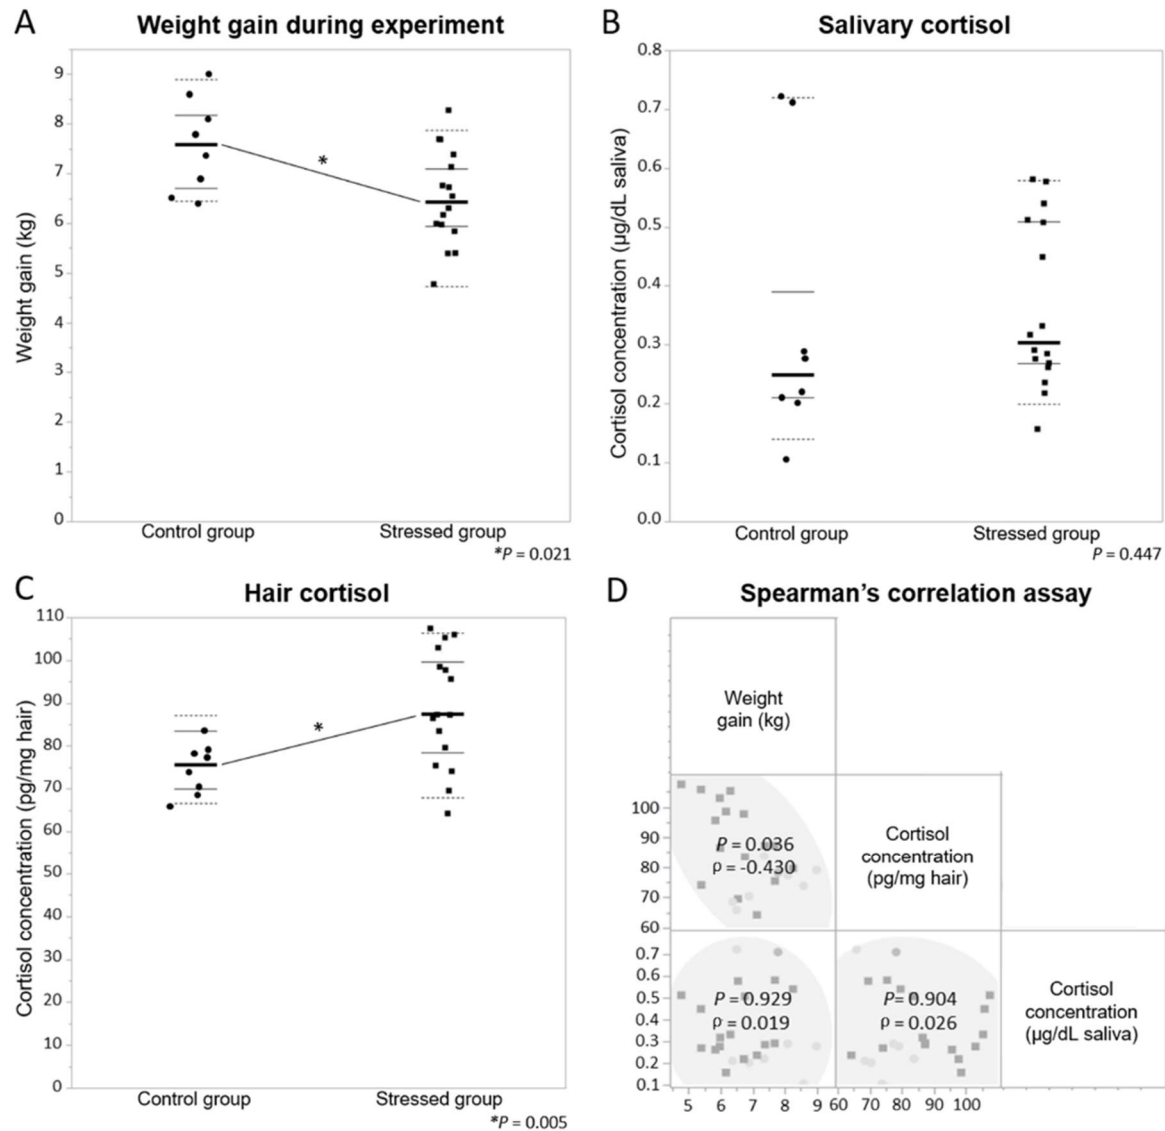 A Weight gain during experiment
Weight gain (kg)
9
8
7
6
5
4
3
2
1
0
*
Control group Stressed group
*P = 0.021
B Salivary cortisol
Cortisol concentration (µg/dL saliva)
0.8
0.7
0.6
0.5
0.4
0.3
0.2
0.1
0.0
Control group Stressed group
P = 0.447
C Hair cortisol
Cortisol concentration (pg/mg hair)
110
100
90
80
70
60
50
40
30
20
10
0
*
Control group Stressed group
*P = 0.005
D Spearman’s correlation assay
Weight
gain (kg)
100
90
80
70
60
P = 0.036
ρ = -0.430
Cortisol
concentration
(pg/mg hair)
0.7
0.6
0.5
0.4
0.3
0.2
0.1
P = 0.929
ρ = 0.019
P= 0.904
ρ = 0.026
Cortisol
concentration
(µg/dL saliva)
5 6 7 8 9 60 70 80 90 100